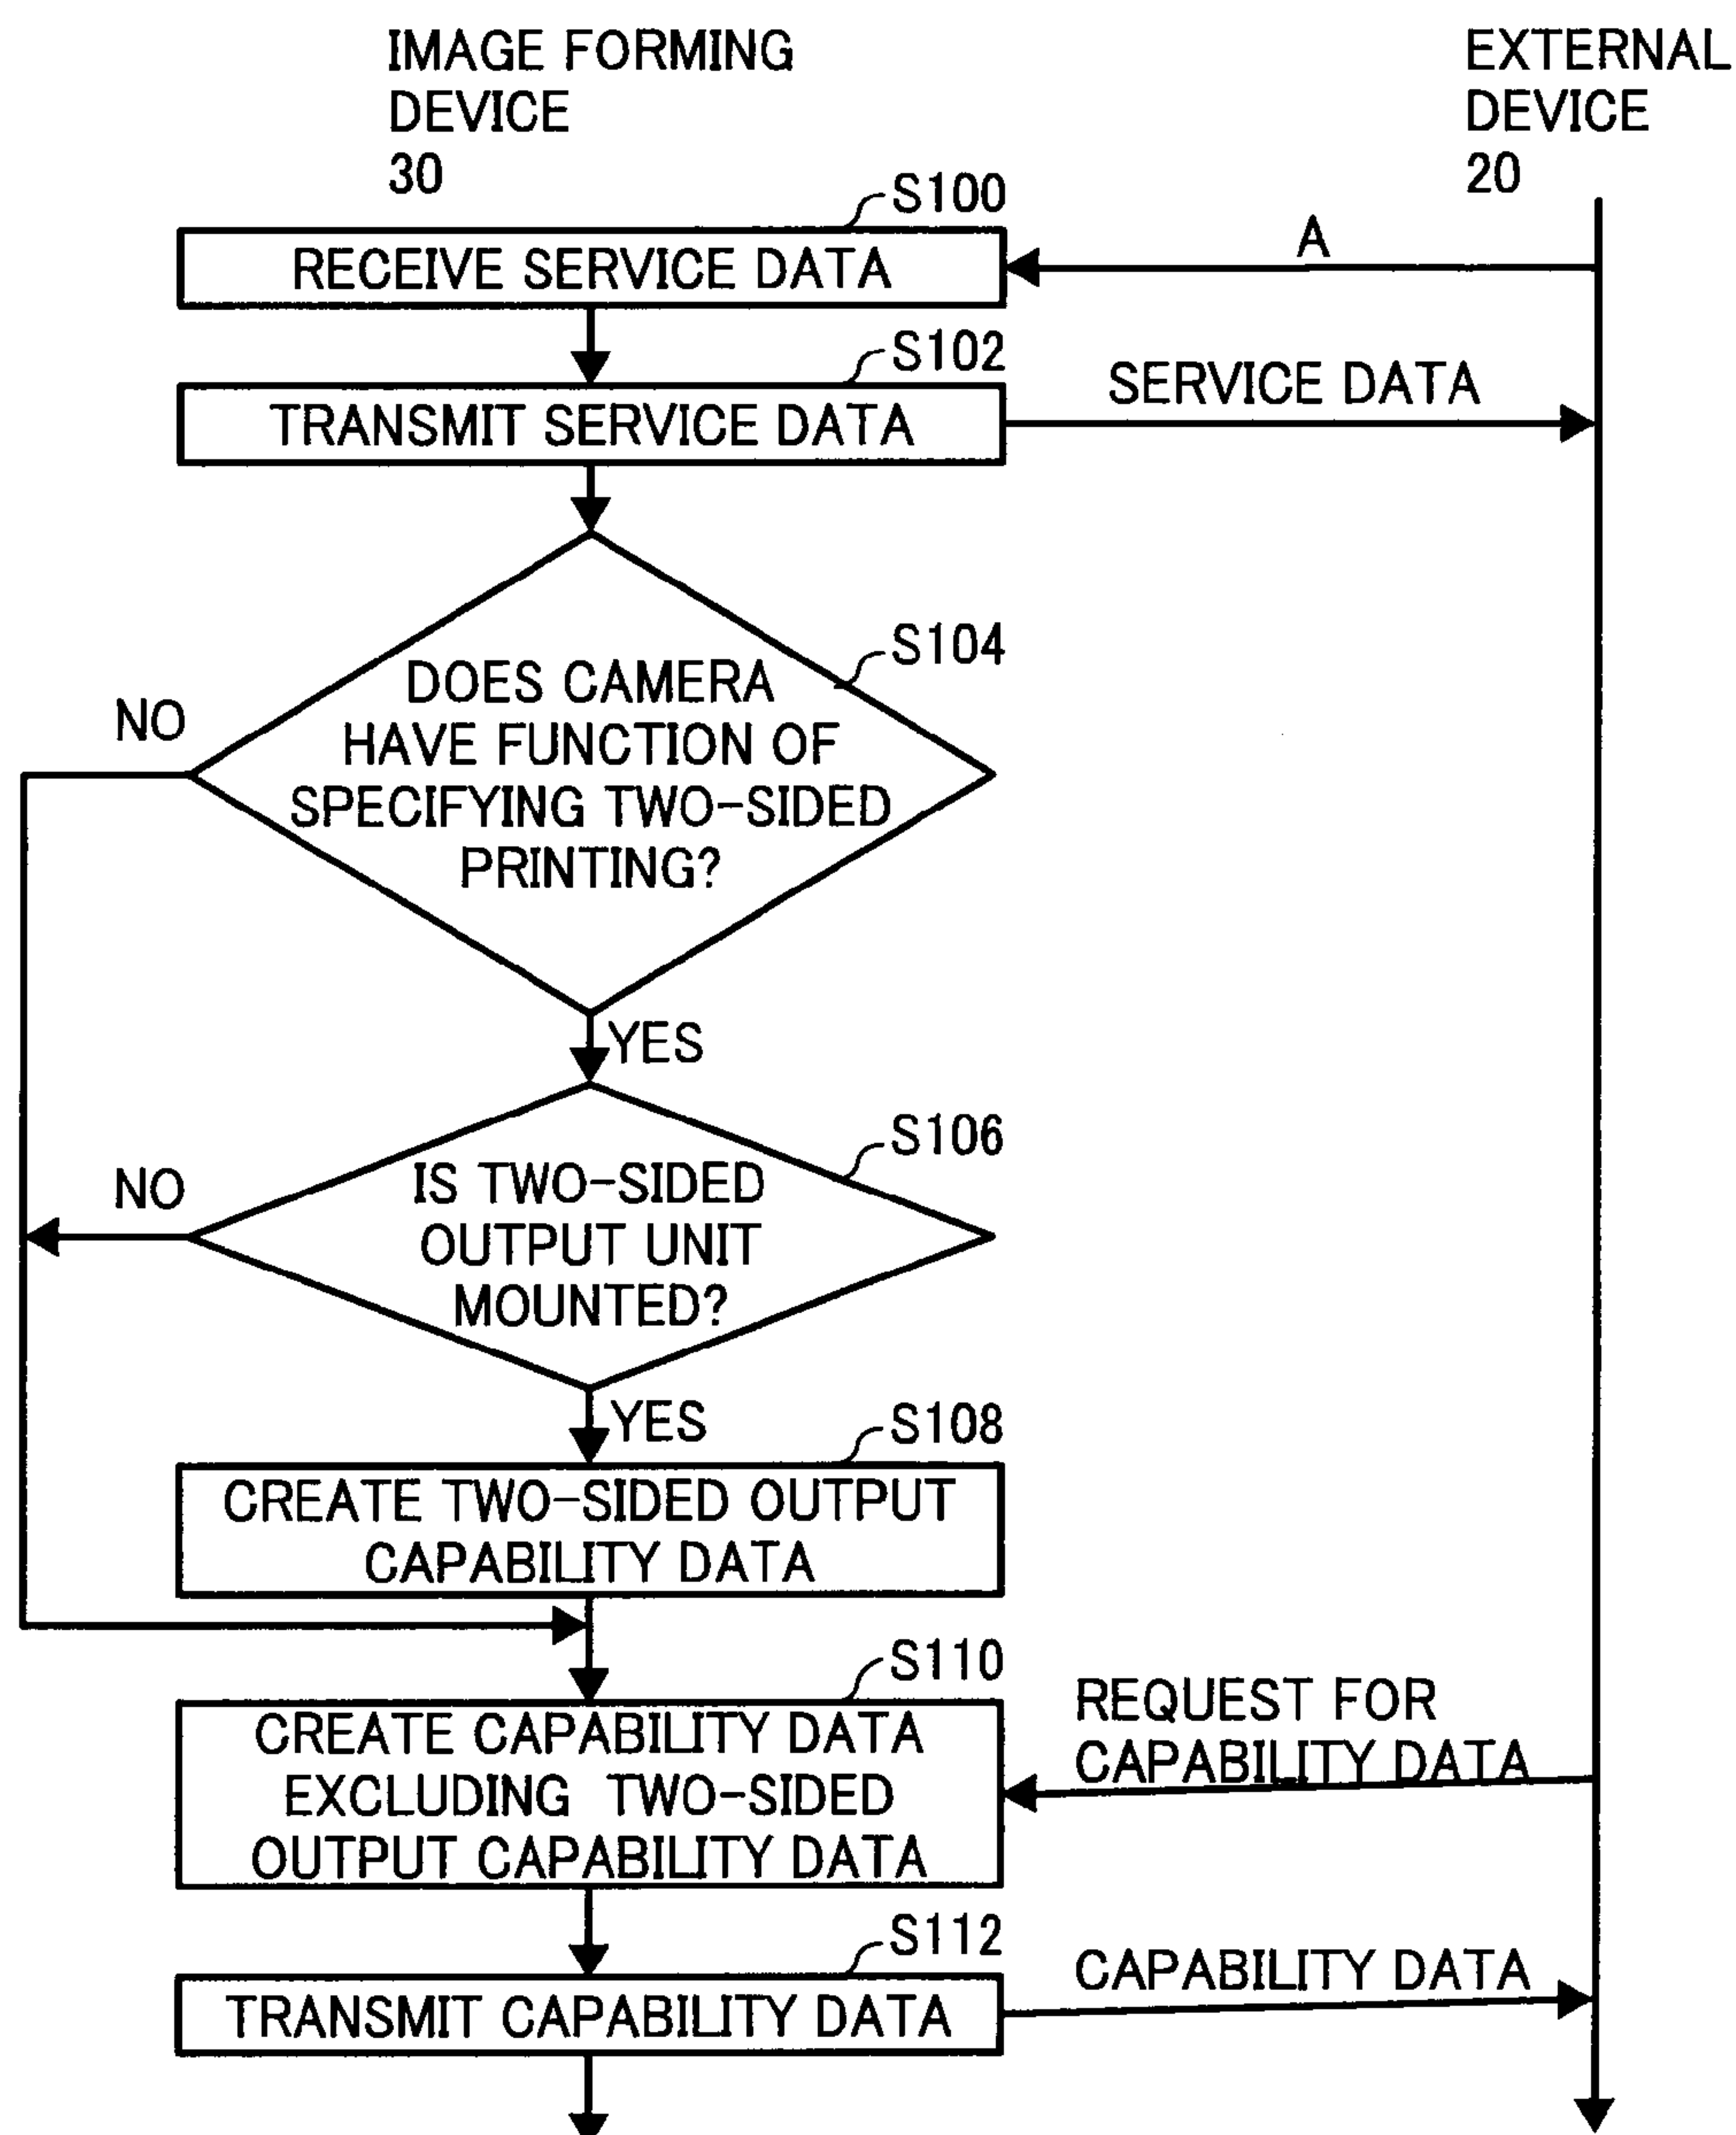 IMAGE FORMING
DEVICE
30
EXTERNAL
DEVICE
20
S100
RECEIVE SERVICE DATA
A
S102
TRANSMIT SERVICE DATA
SERVICE DATA
S104
DOES CAMERA
HAVE FUNCTION OF
SPECIFYING TWO-SIDED
PRINTING?
NO
YES
S106
IS TWO-SIDED
OUTPUT UNIT
MOUNTED?
NO
YES
S108
CREATE TWO-SIDED OUTPUT
CAPABILITY DATA
S110
CREATE CAPABILITY DATA
EXCLUDING TWO-SIDED
OUTPUT CAPABILITY DATA
REQUEST FOR
CAPABILITY DATA
S112
TRANSMIT CAPABILITY DATA
CAPABILITY DATA